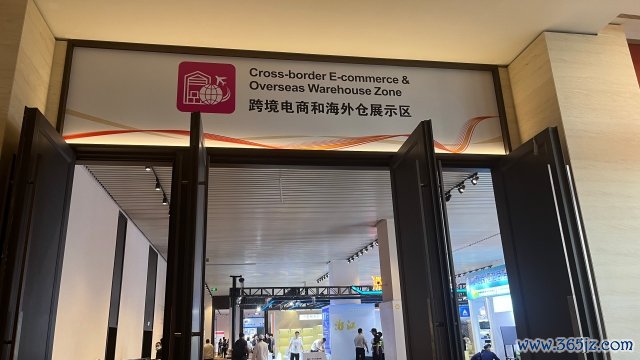 Cross-border E-commerce &
Overseas Warehouse Zone
跨境电商和海外仓展示区
www.365jz.com